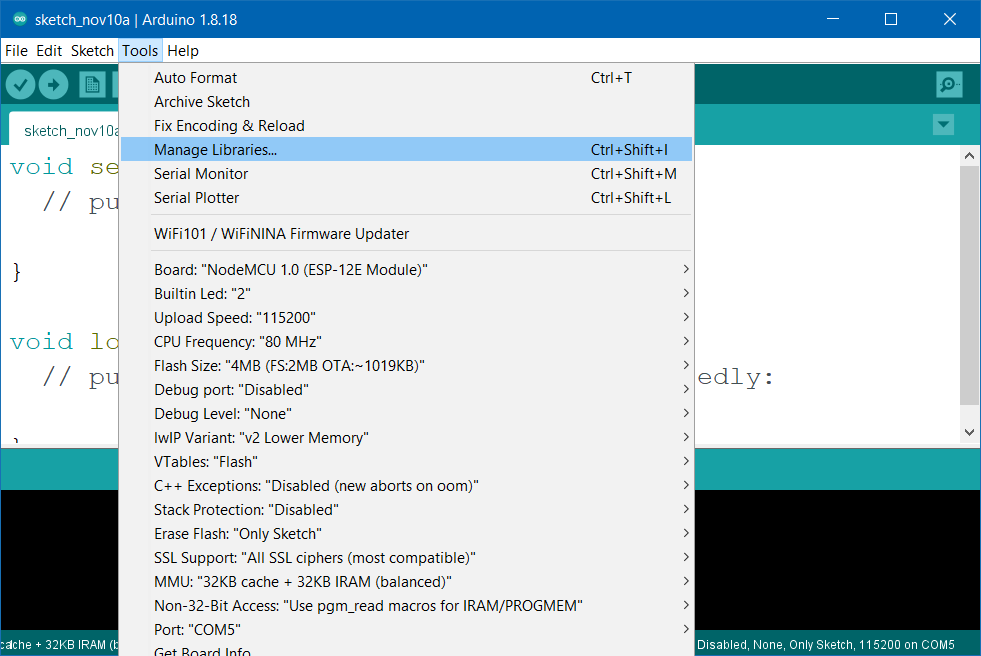 sketch_nov10a | Arduino 1.8.18
File Edit Sketch Tools Help
Auto Format Ctrl+T
Archive Sketch
Fix Encoding & Reload
Manage Libraries... Ctrl+Shift+I
Serial Monitor Ctrl+Shift+M
Serial Plotter Ctrl+Shift+L
WiFi101 / WiFiNINA Firmware Updater
Board: "NodeMCU 1.0 (ESP-12E Module)"
Builtin Led: "2"
Upload Speed: "115200"
CPU Frequency: "80 MHz"
Flash Size: "4MB (FS:2MB OTA:~1019KB)"
Debug port: "Disabled"
Debug Level: "None"
lwIP Variant: "v2 Lower Memory"
VTables: "Flash"
C++ Exceptions: "Disabled (new aborts on oom)"
Stack Protection: "Disabled"
Erase Flash: "Only Sketch"
SSL Support: "All SSL ciphers (most compatible)"
MMU: "32KB cache + 32KB IRAM (balanced)"
Non-32-Bit Access: "Use pgm_read macros for IRAM/PROGMEM"
Port: "COM5"
Get Board Info
sketch_nov10a
void se
// pu
}
void lo
// pu edly:
}
cache + 32KB IRAM (b Disabled, None, Only Sketch, 115200 on COM5